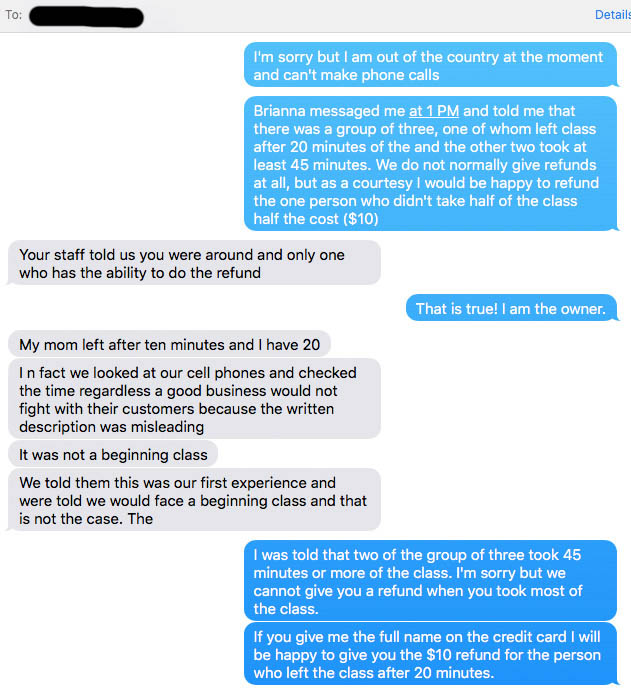 To:
Details
I'm sorry but I am out of the country at the moment
and can't make phone calls
Brianna messaged me at 1 PM and told me that
there was a group of three, one of whom left class
after 20 minutes of the and the other two took at
least 45 minutes. We do not normally give refunds
at all, but as a courtesy I would be happy to refund
the one person who didn't take half of the class
half the cost ($10)
Your staff told us you were around and only one
who has the ability to do the refund
That is true! I am the owner.
My mom left after ten minutes and I have 20
I n fact we looked at our cell phones and checked
the time regardless a good business would not
fight with their customers because the written
description was misleading
It was not a beginning class
We told them this was our first experience and
were told we would face a beginning class and that
is not the case. The
I was told that two of the group of three took 45
minutes or more of the class. I'm sorry but we
cannot give you a refund when you took most of
the class.
If you give me the full name on the credit card I will
be happy to give you the $10 refund for the person
who left the class after 20 minutes.